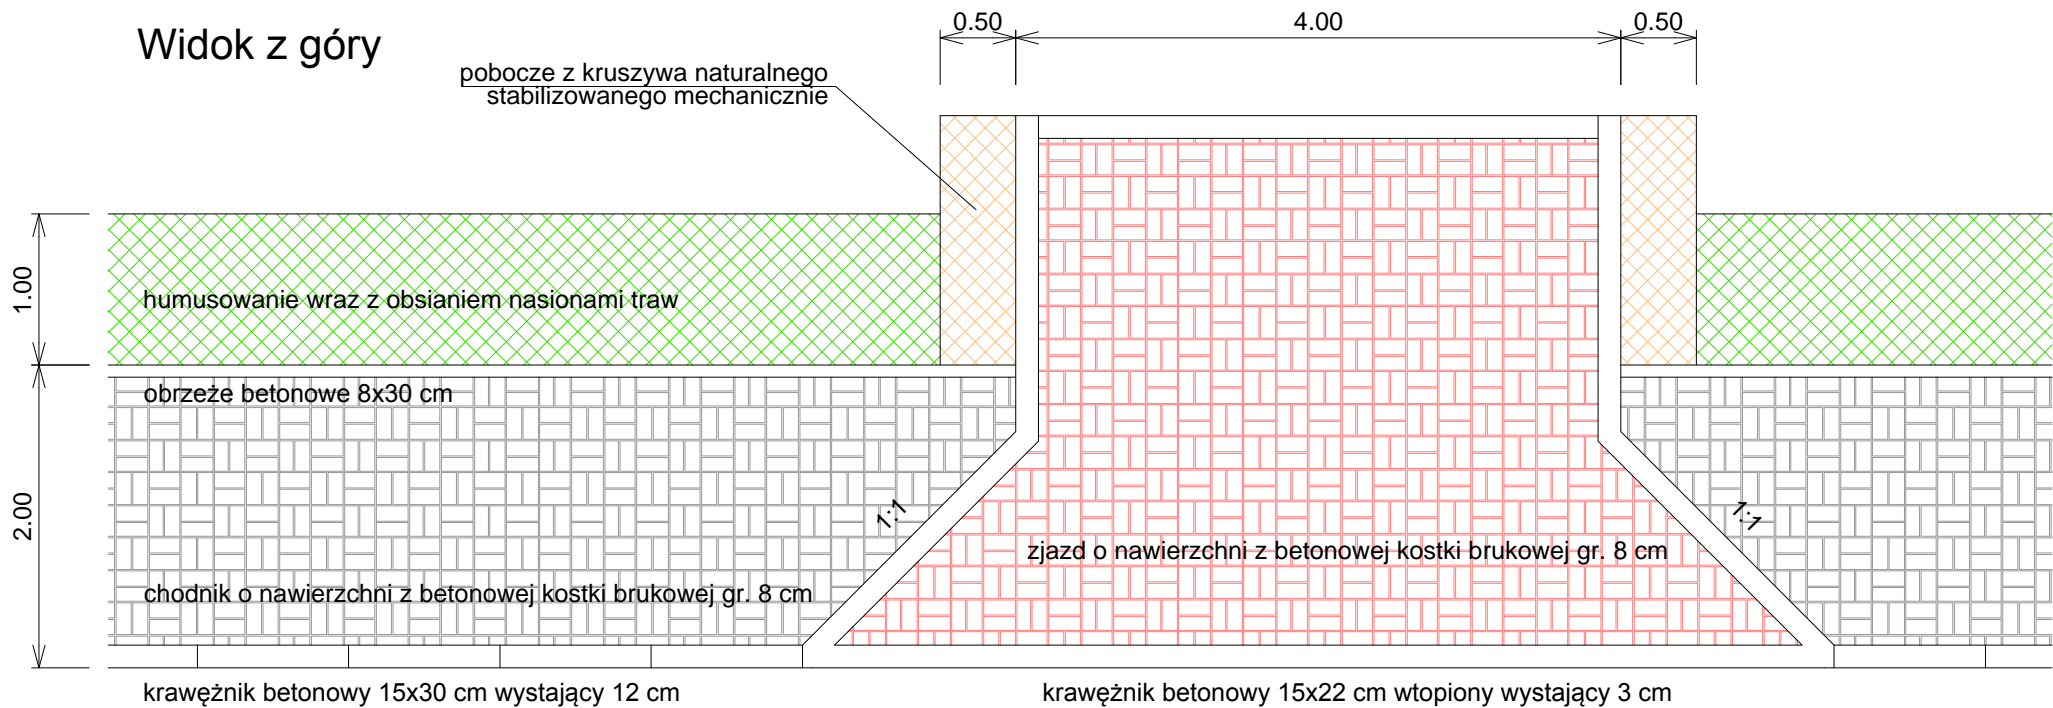 Widok z góry
0.50
4.00
0.50
pobocze z kruszywa naturalnego
stabilizowanego mechanicznie
1.00
humusowanie wraz z obsianiem nasionami traw
obrzeże betonowe 8x30 cm
2.00
1:1
1:1
zjazd o nawierzchni z betonowej kostki brukowej gr. 8 cm
chodnik o nawierzchni z betonowej kostki brukowej gr. 8 cm
krawężnik betonowy 15x30 cm wystający 12 cm
krawężnik betonowy 15x22 cm wtopiony wystający 3 cm